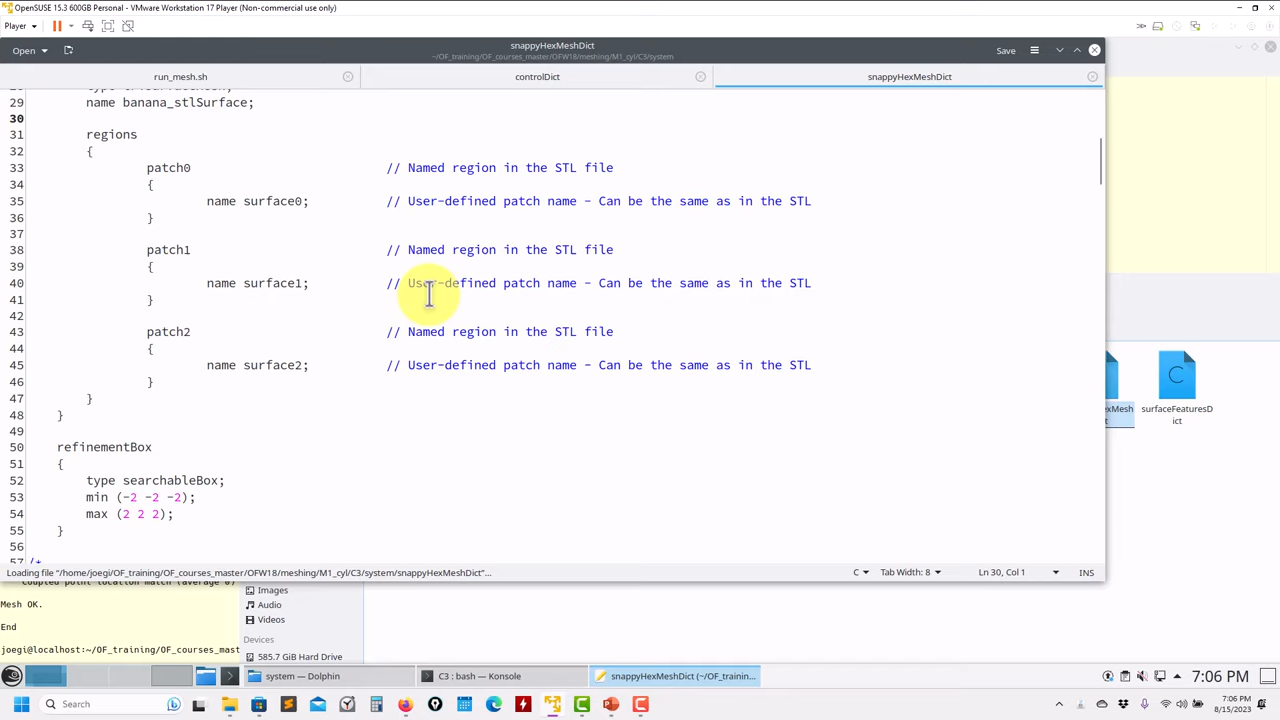 OpenSUSE 15.3 600GB Personal - VMware Workstation 17 Player (Non-commercial use only)
Player
Open
snappyHexMeshDict
~/OF_training/OF_courses_master/OFW18/meshing/M1_cyl/C3/system
Save
run_mesh.sh
controlDict
snappyHexMeshDict
29 name banana_stlSurface;
30
31 regions
32 {
33 patch0 // Named region in the STL file
34 {
35 name surface0; // User-defined patch name - Can be the same as in the STL
36 }
37
38 patch1 // Named region in the STL file
39 {
40 name surface1; // User-defined patch name - Can be the same as in the STL
41 }
42
43 patch2 // Named region in the STL file
44 {
45 name surface2; // User-defined patch name - Can be the same as in the STL
46 }
47 }
48 }
49
50 refinementBox
51 {
52 type searchableBox;
53 min (-2 -2 -2);
54 max (2 2 2);
55 }
56
57 /*
Loading file "/home/joegi/OF_training/OF_courses_master/OFW18/meshing/M1_cyl/C3/system/snappyHexMeshDict"...
C
Tab Width: 8
Ln 30, Col 1
INS
exMesh
t
surfaceFeaturesD
ict
Coupled point location match (average 0)
Mesh OK.
End
joegi@localhost:~/OF_training/OF_courses_mast
Images
Audio
Videos
Devices
585.7 GiB Hard Drive
system — Dolphin
C3 : bash — Konsole
snappyHexMeshDict (~/OF_trainin...
7:06 PM
Search
7:06 PM
8/15/2023